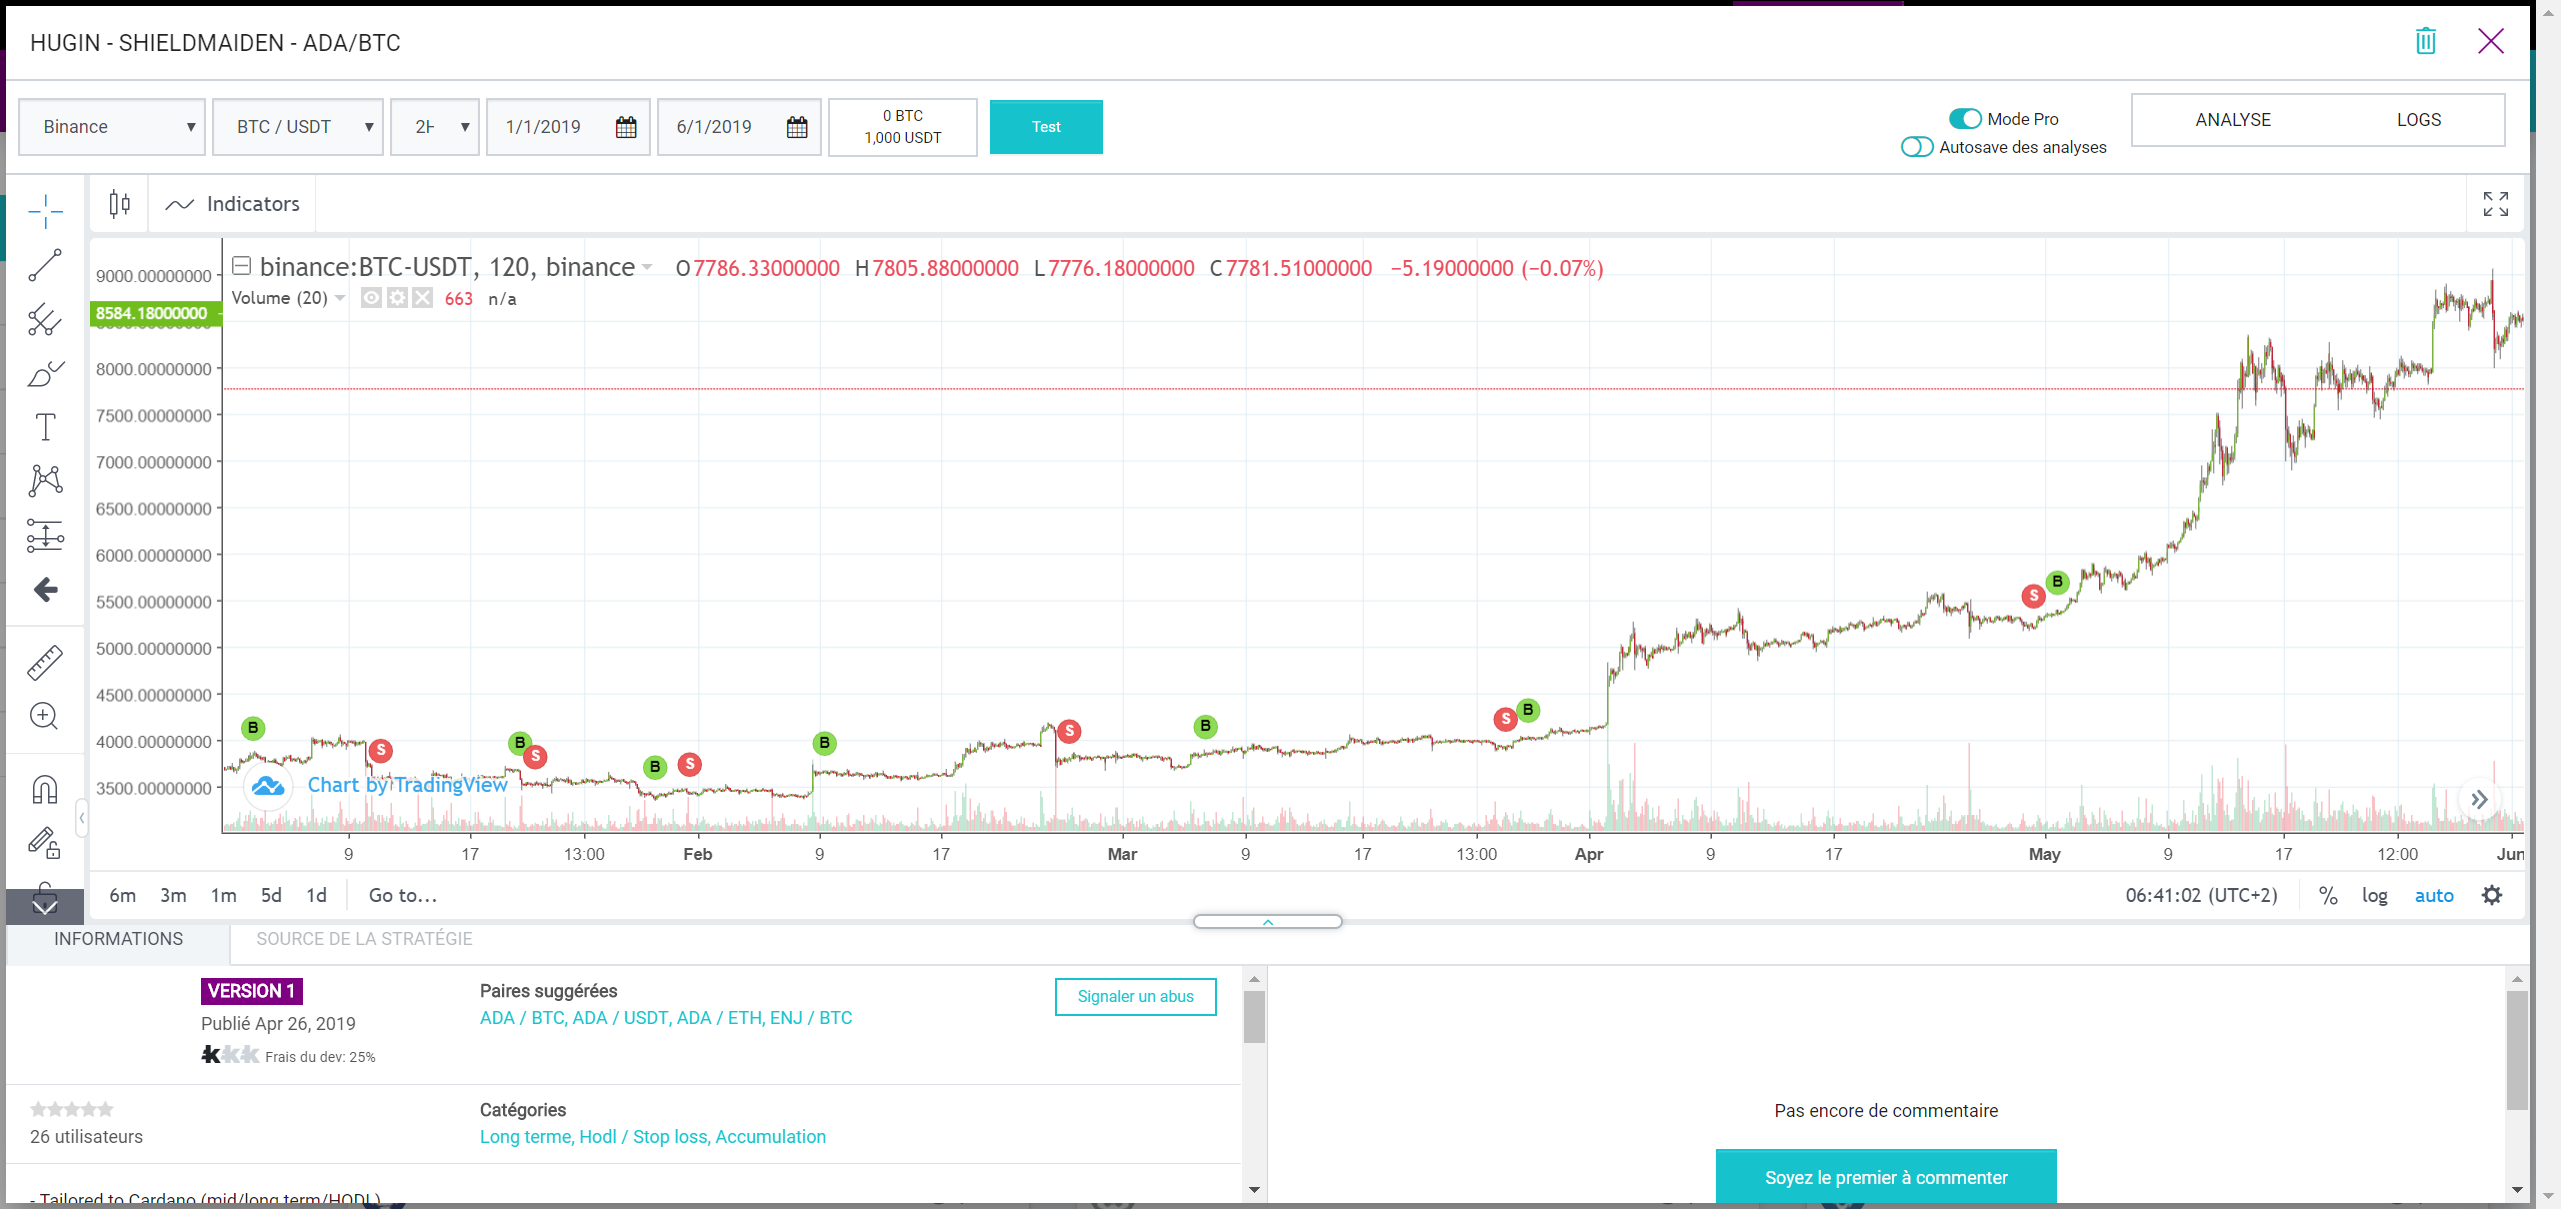 HUGIN - SHIELDMAIDEN - ADA/BTC
Binance
BTC / USDT
1/1/2019
6/1/2019
0 BTC
1,000 USDT
Test
Mode Pro
Autosave des analyses
ANALYSE
LOGS
Indicators
binance:BTC-USDT, 120, binance O7786.33000000 H7805.88000000 L7776.18000000 C7781.51000000 −5.19000000 (−0.07%)
Volume (20) 663 n/a
9000.00000000
8584.18000000
8000.00000000
7500.00000000
7000.00000000
6500.00000000
6000.00000000
5500.00000000
5000.00000000
4500.00000000
4000.00000000
3500.00000000
B
S
B
S
B
S
B
S
B
S
B
S
B
Chart by TradingView
9 17 13:00 Feb 9 17 Mar 9 17 13:00 Apr 9 17 May 9 17 12:00 Jun
6m 3m 1m 5d 1d Go to...
06:41:02 (UTC+2) % log auto
INFORMATIONS
SOURCE DE LA STRATÉGIE
VERSION 1
Publié Apr 26, 2019
Frais du dev: 25%
Paires suggérées
ADA / BTC, ADA / USDT, ADA / ETH, ENJ / BTC
Signaler un abus
26 utilisateurs
Catégories
Long terme, Hodl / Stop loss, Accumulation
- Tailored to Cardano (mid/long term/HODL)
Pas encore de commentaire
Soyez le premier à commenter